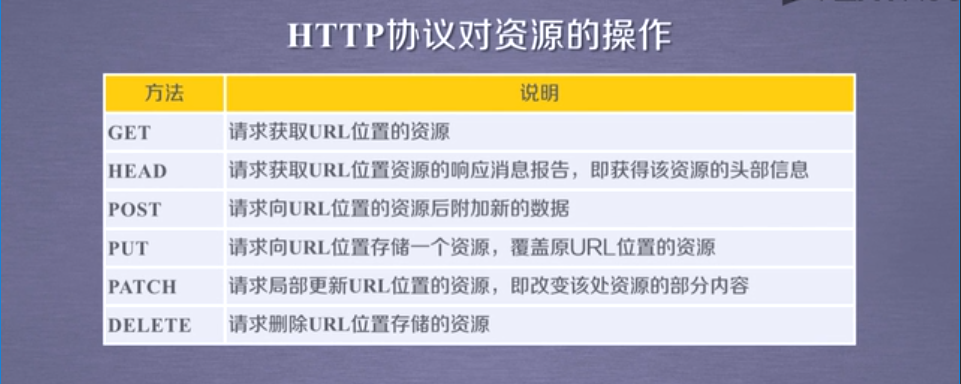 HTTP协议对资源的操作
方法 说明
GET 请求获取URL位置的资源
HEAD 请求获取URL位置资源的响应消息报告，即获得该资源的头部信息
POST 请求向URL位置的资源后附加新的数据
PUT 请求向URL位置存储一个资源，覆盖原URL位置的资源
PATCH 请求局部更新URL位置的资源，即改变该处资源的部分内容
DELETE 请求删除URL位置存储的资源